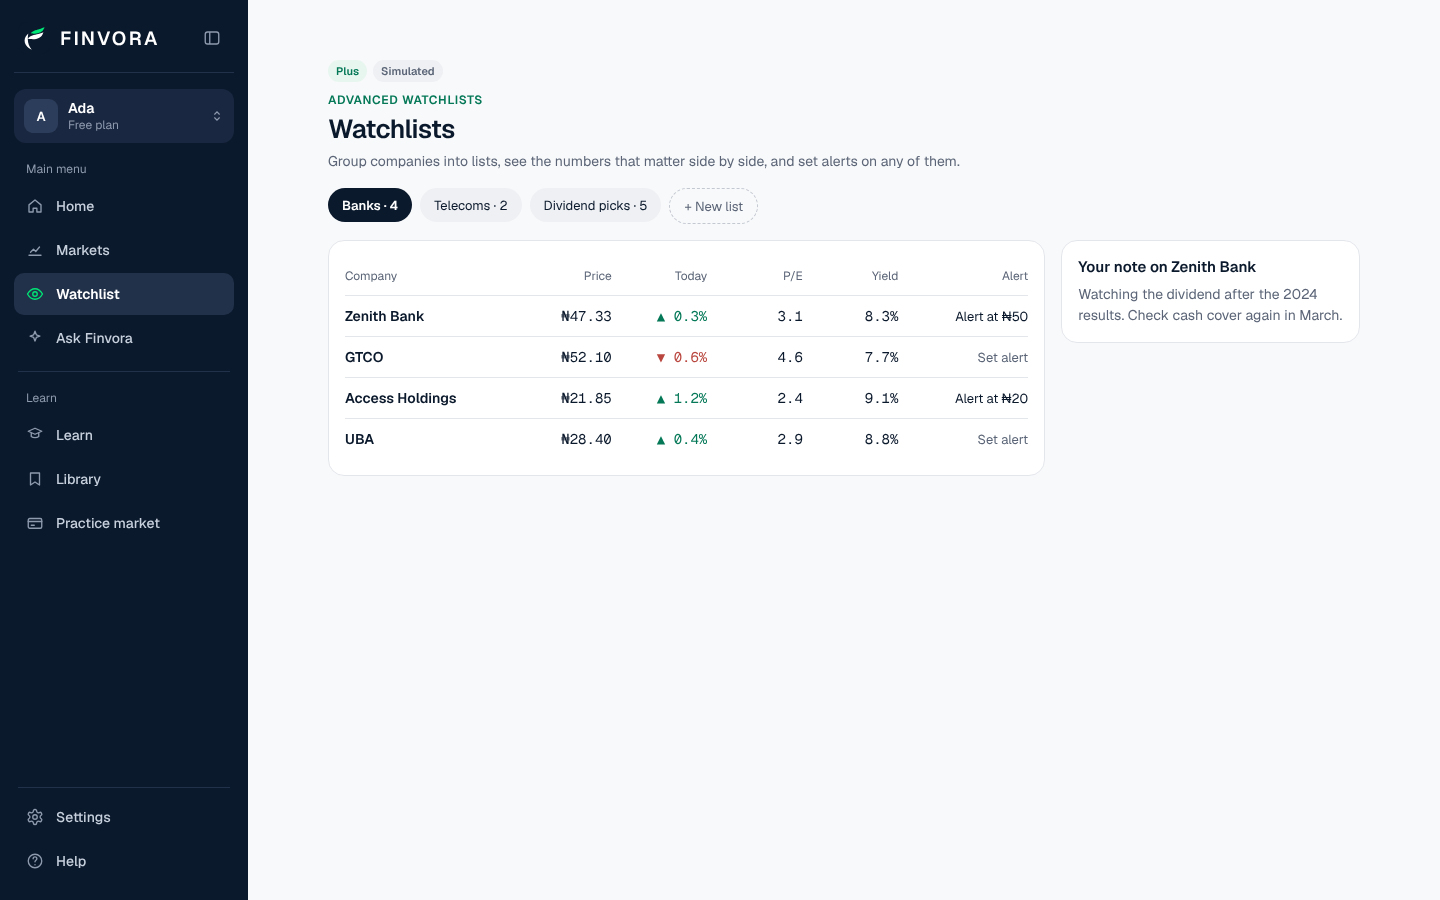 FINVORA
A
Ada
Free plan
Main menu
Home
Markets
Watchlist
Ask Finvora
Learn
Learn
Library
Practice market
Settings
Help
Plus Simulated
ADVANCED WATCHLISTS
Watchlists
Group companies into lists, see the numbers that matter side by side, and set alerts on any of them.
Banks · 4 Telecoms · 2 Dividend picks · 5 + New list
Company Price Today P/E Yield Alert
Zenith Bank ₦47.33 ▲ 0.3% 3.1 8.3% Alert at ₦50
GTCO ₦52.10 ▼ 0.6% 4.6 7.7% Set alert
Access Holdings ₦21.85 ▲ 1.2% 2.4 9.1% Alert at ₦20
UBA ₦28.40 ▲ 0.4% 2.9 8.8% Set alert
Your note on Zenith Bank
Watching the dividend after the 2024
results. Check cash cover again in March.